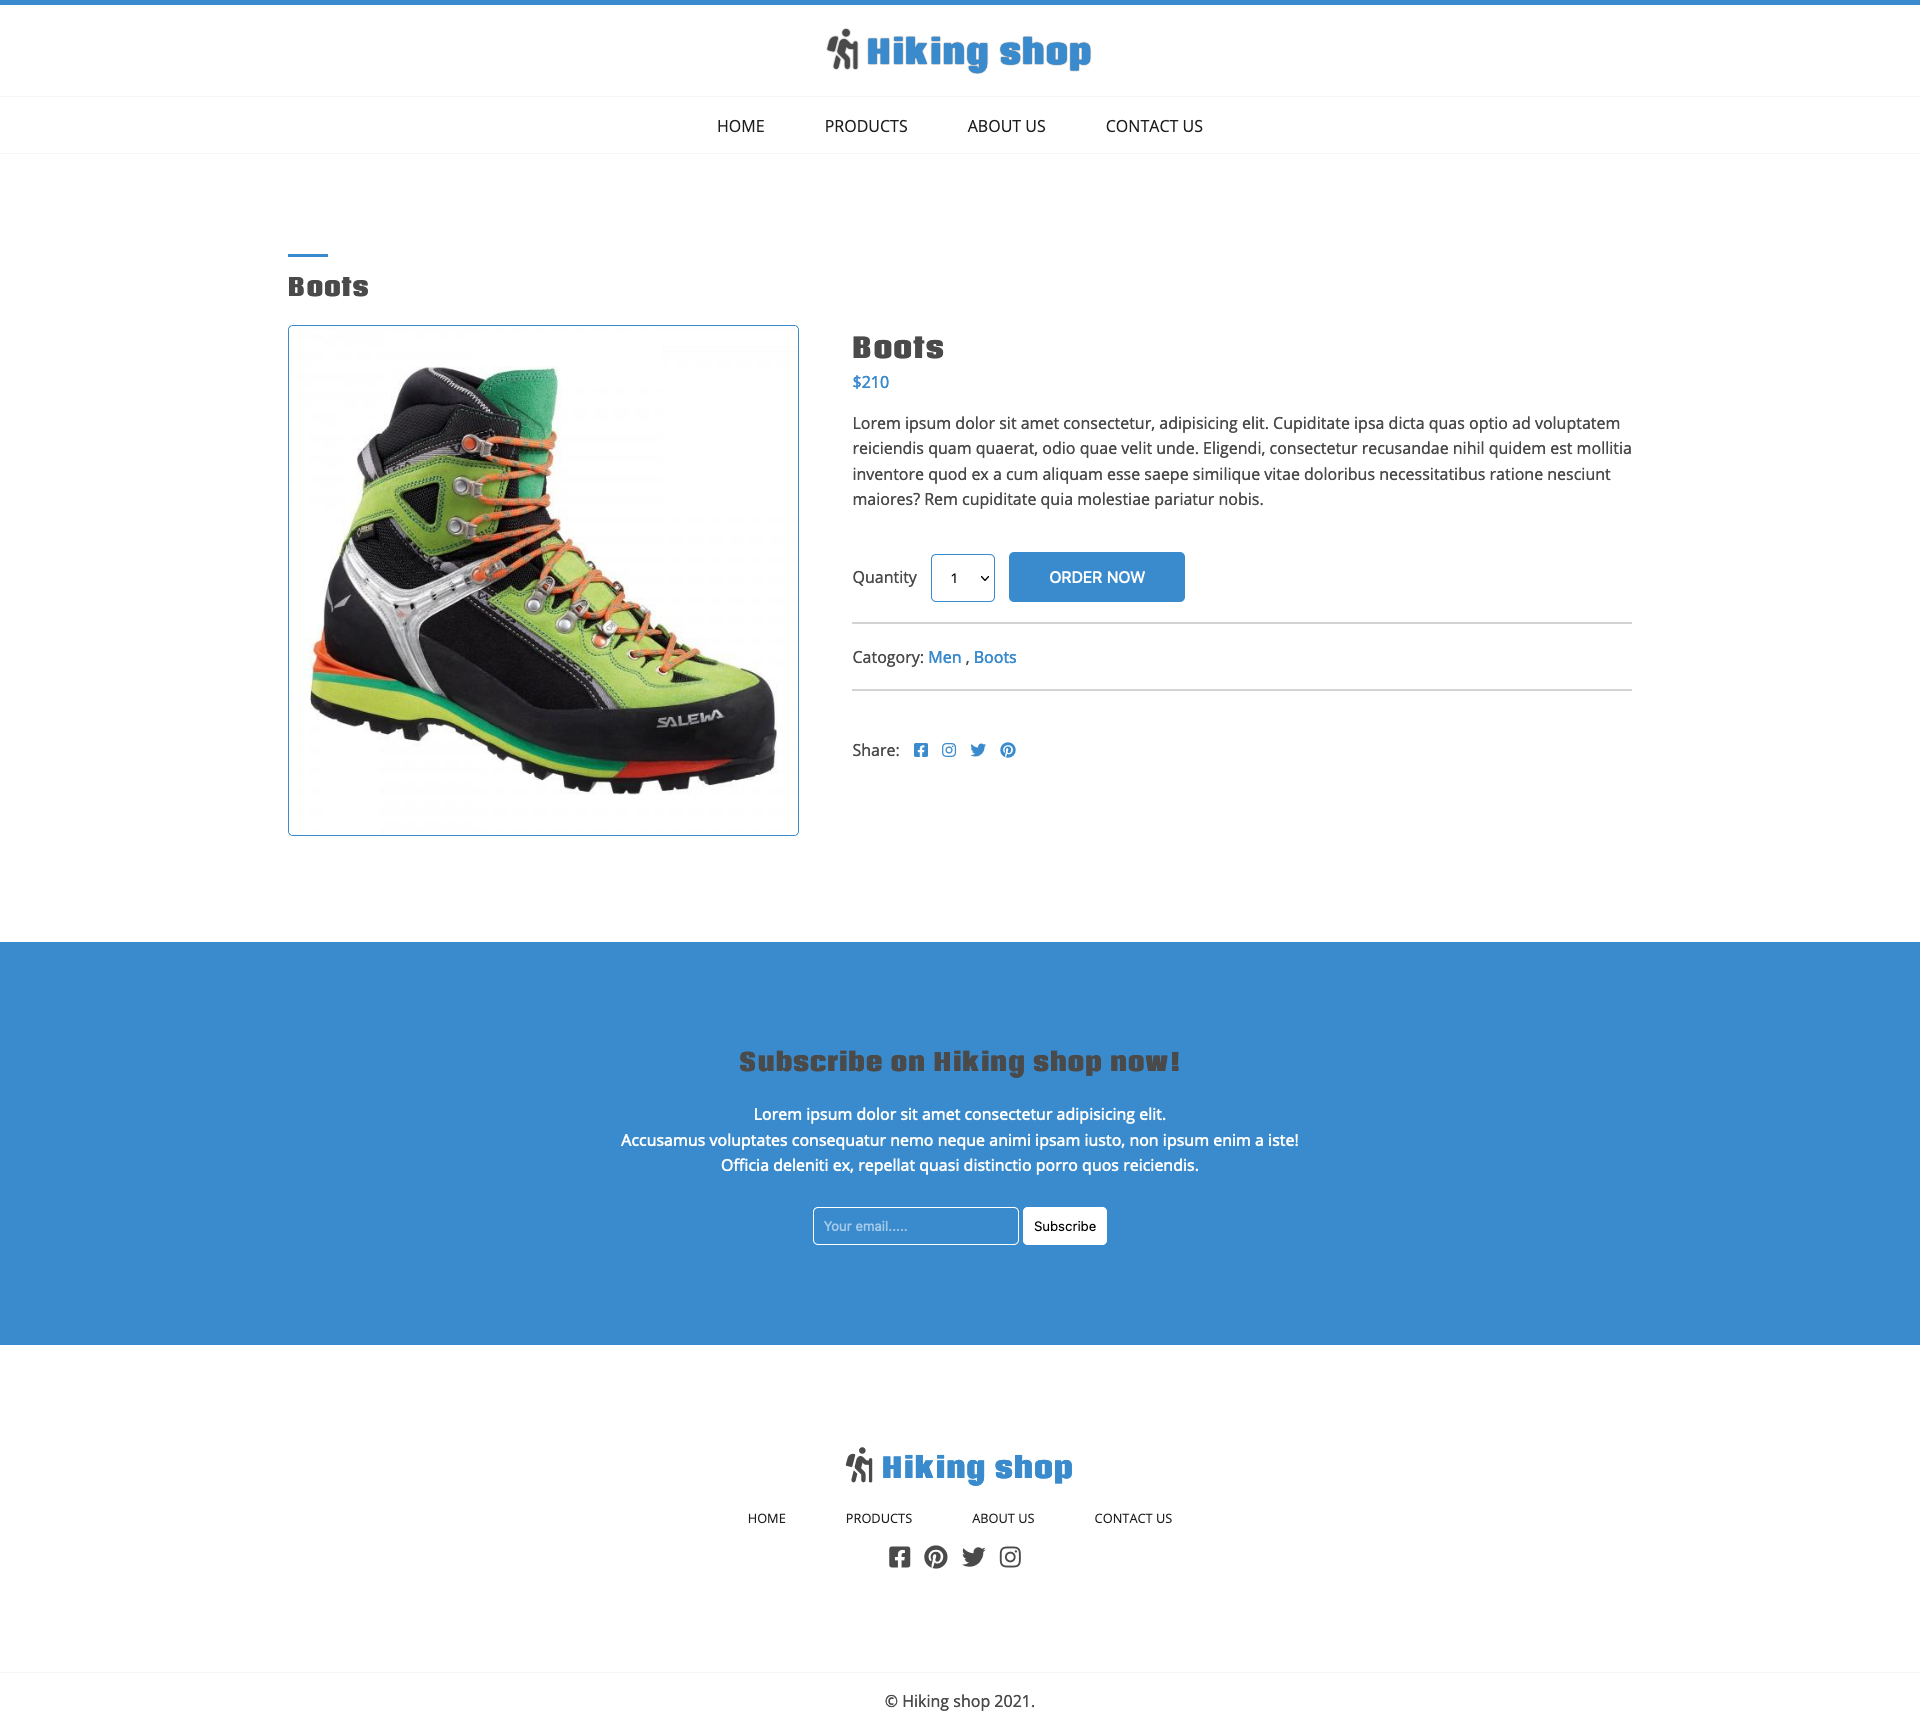 Hiking shop
HOME PRODUCTS ABOUT US CONTACT US
Boots
SALEWA
Boots
$210
Lorem ipsum dolor sit amet consectetur, adipisicing elit. Cupiditate ipsa dicta quas optio ad voluptatem
reiciendis quam quaerat, odio quae velit unde. Eligendi, consectetur recusandae nihil quidem est mollitia
inventore quod ex a cum aliquam esse saepe similique vitae doloribus necessitatibus ratione nesciunt
maiores? Rem cupiditate quia molestiae pariatur nobis.
Quantity 1 ORDER NOW
Catogory: Men , Boots
Share:
Subscribe on Hiking shop now!
Lorem ipsum dolor sit amet consectetur adipisicing elit.
Accusamus voluptates consequatur nemo neque animi ipsam iusto, non ipsum enim a iste!
Officia deleniti ex, repellat quasi distinctio porro quos reiciendis.
Your email..... Subscribe
Hiking shop
HOME PRODUCTS ABOUT US CONTACT US
© Hiking shop 2021.